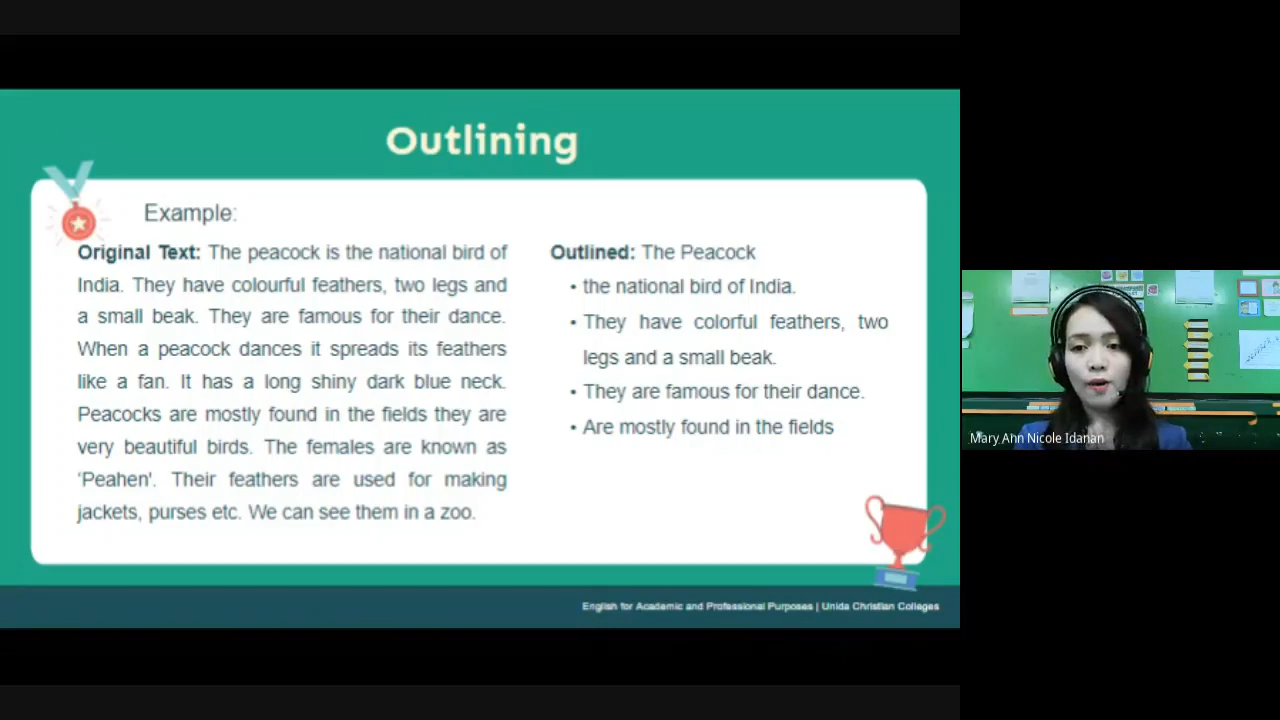 Outlining
Example:
Original Text: The peacock is the national bird of
India. They have colourful feathers, two legs and
a small beak. They are famous for their dance.
When a peacock dances it spreads its feathers
like a fan. It has a long shiny dark blue neck.
Peacocks are mostly found in the fields they are
very beautiful birds. The females are known as
'Peahen'. Their feathers are used for making
jackets, purses etc. We can see them in a zoo.
Outlined: The Peacock
• the national bird of India.
• They have colorful feathers, two
legs and a small beak.
• They are famous for their dance.
• Are mostly found in the fields
English for Academic and Professional Purposes | Unida Christian Colleges
Mary Ann Nicole Idanan